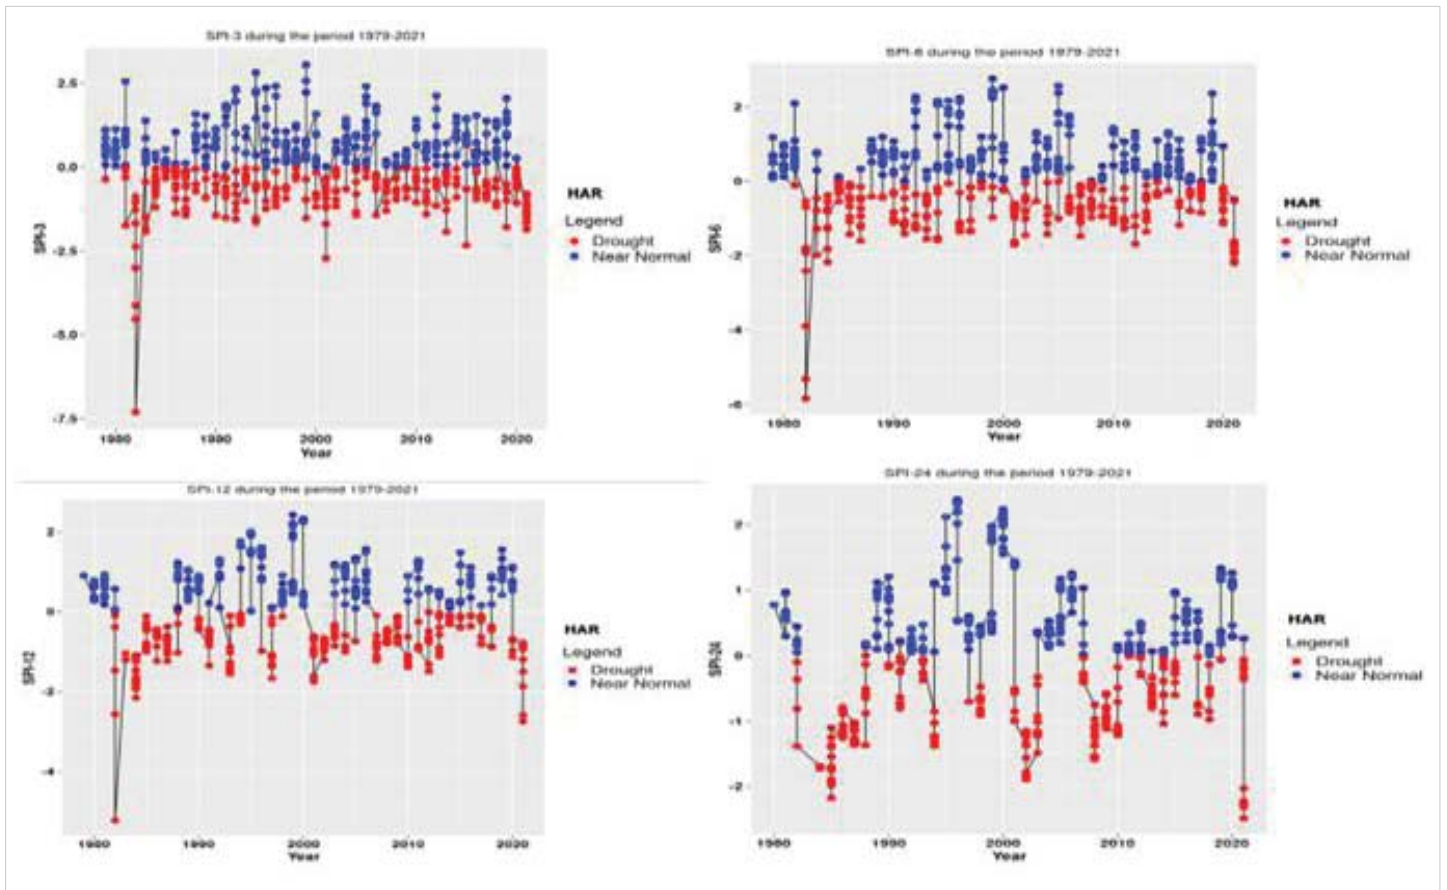 SPI-3 during the period 1979-2021
2.5
0.0
-2.5
-5.0
-7.5
SPI-3
1980 1990 2000 2010 2020
Year
HAR
Legend
Drought
Near Normal
SPI-6 during the period 1979-2021
2
0
-2
-4
-6
SPI-6
1980 1990 2000 2010 2020
Year
HAR
Legend
Drought
Near Normal
SPI-12 during the period 1979-2021
2
0
-2
-4
SPI-12
1980 1990 2000 2010 2020
Year
HAR
Legend
Drought
Near Normal
SPI-24 during the period 1979-2021
2
1
0
-1
-2
SPI-24
1980 1990 2000 2010 2020
Year
HAR
Legend
Drought
Near Normal